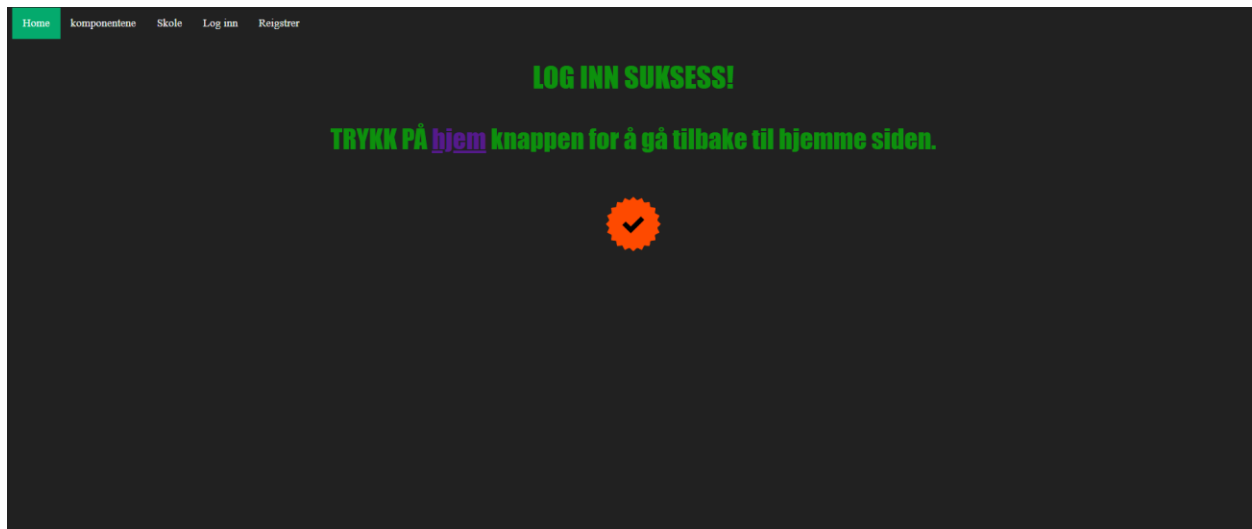 Home komponentene Skole Log inn Reigstrer
LOG INN SUKSESS!
TRYKK PÅ hjem knappen for å gå tilbake til hjemme siden.